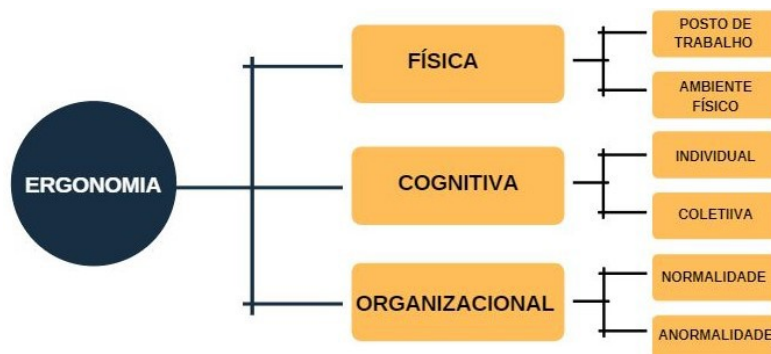 ERGONOMIA
FÍSICA
POSTO DE
TRABALHO
AMBIENTE
FÍSICO
COGNITIVA
INDIVIDUAL
COLETIIVA
ORGANIZACIONAL
NORMALIDADE
ANORMALIDADE